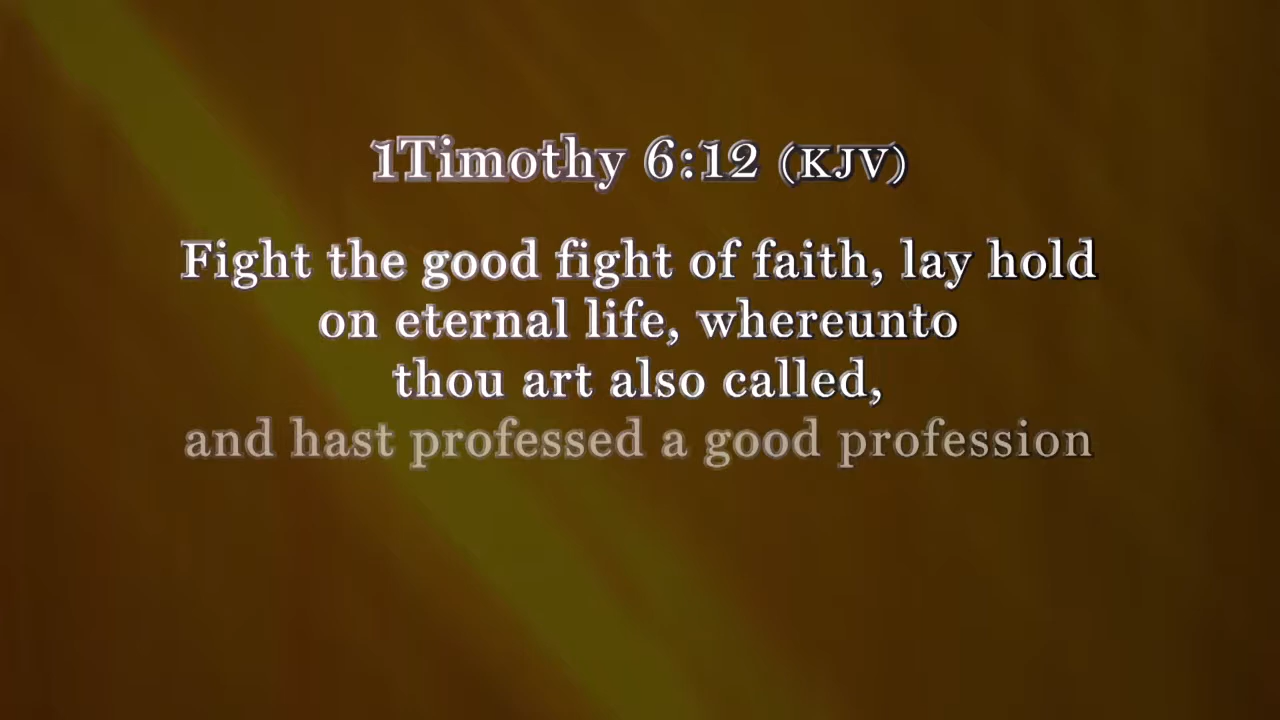 1Timothy 6:12 (KJV)
Fight the good fight of faith, lay hold
on eternal life, whereunto
thou art also called,
and hast professed a good profession